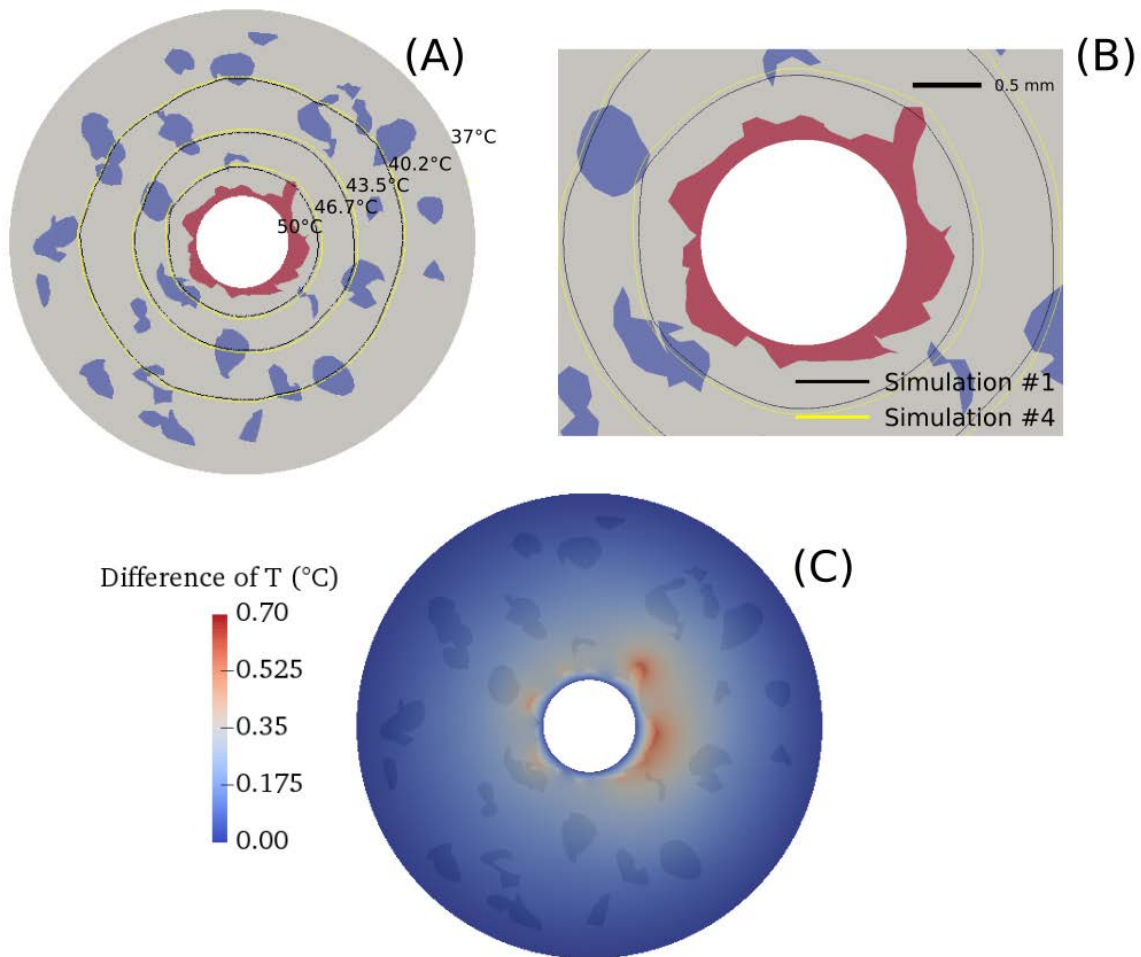 (A)
37°C
40.2°C
43.5°C
46.7°C
50°C
(B)
0.5 mm
Simulation #1
Simulation #4
(C)
Difference of T (°C)
0.70
0.525
0.35
0.175
0.00